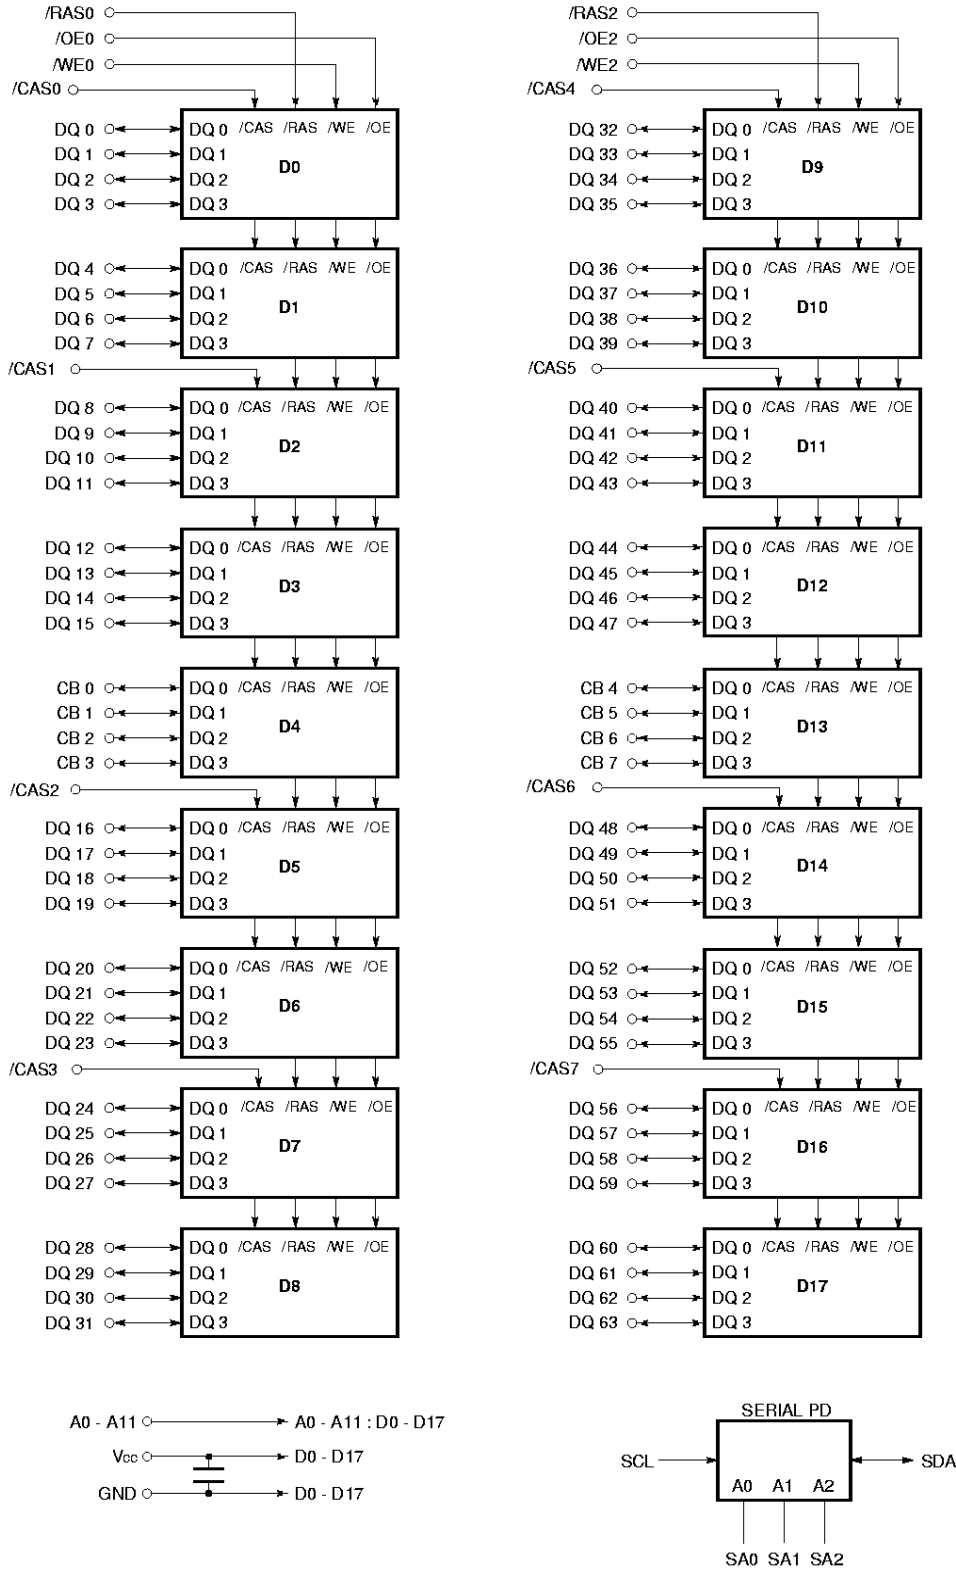 /RAS0
/OE0
/WE0
/CAS0
DQ 0 DQ 0 /CAS /RAS /WE /OE
DQ 1 DQ 1
D0
DQ 2 DQ 2
DQ 3 DQ 3
DQ 4 DQ 0 /CAS /RAS /WE /OE
DQ 5 DQ 1
D1
DQ 6 DQ 2
DQ 7 DQ 3
/CAS1
DQ 8 DQ 0 /CAS /RAS /WE /OE
DQ 9 DQ 1
D2
DQ 10 DQ 2
DQ 11 DQ 3
DQ 12 DQ 0 /CAS /RAS /WE /OE
DQ 13 DQ 1
D3
DQ 14 DQ 2
DQ 15 DQ 3
CB 0 DQ 0 /CAS /RAS /WE /OE
CB 1 DQ 1
D4
CB 2 DQ 2
CB 3 DQ 3
/CAS2
DQ 16 DQ 0 /CAS /RAS /WE /OE
DQ 17 DQ 1
D5
DQ 18 DQ 2
DQ 19 DQ 3
DQ 20 DQ 0 /CAS /RAS /WE /OE
DQ 21 DQ 1
D6
DQ 22 DQ 2
DQ 23 DQ 3
/CAS3
DQ 24 DQ 0 /CAS /RAS /WE /OE
DQ 25 DQ 1
D7
DQ 26 DQ 2
DQ 27 DQ 3
DQ 28 DQ 0 /CAS /RAS /WE /OE
DQ 29 DQ 1
D8
DQ 30 DQ 2
DQ 31 DQ 3
/RAS2
/OE2
/WE2
/CAS4
DQ 32 DQ 0 /CAS /RAS /WE /OE
DQ 33 DQ 1
D9
DQ 34 DQ 2
DQ 35 DQ 3
DQ 36 DQ 0 /CAS /RAS /WE /OE
DQ 37 DQ 1
D10
DQ 38 DQ 2
DQ 39 DQ 3
/CAS5
DQ 40 DQ 0 /CAS /RAS /WE /OE
DQ 41 DQ 1
D11
DQ 42 DQ 2
DQ 43 DQ 3
DQ 44 DQ 0 /CAS /RAS /WE /OE
DQ 45 DQ 1
D12
DQ 46 DQ 2
DQ 47 DQ 3
CB 4 DQ 0 /CAS /RAS /WE /OE
CB 5 DQ 1
D13
CB 6 DQ 2
CB 7 DQ 3
/CAS6
DQ 48 DQ 0 /CAS /RAS /WE /OE
DQ 49 DQ 1
D14
DQ 50 DQ 2
DQ 51 DQ 3
DQ 52 DQ 0 /CAS /RAS /WE /OE
DQ 53 DQ 1
D15
DQ 54 DQ 2
DQ 55 DQ 3
/CAS7
DQ 56 DQ 0 /CAS /RAS /WE /OE
DQ 57 DQ 1
D16
DQ 58 DQ 2
DQ 59 DQ 3
DQ 60 DQ 0 /CAS /RAS /WE /OE
DQ 61 DQ 1
D17
DQ 62 DQ 2
DQ 63 DQ 3
A0 - A11 A0 - A11 : D0 - D17
Vcc D0 - D17
GND D0 - D17
SERIAL PD
SCL SDA
A0 A1 A2
SA0 SA1 SA2